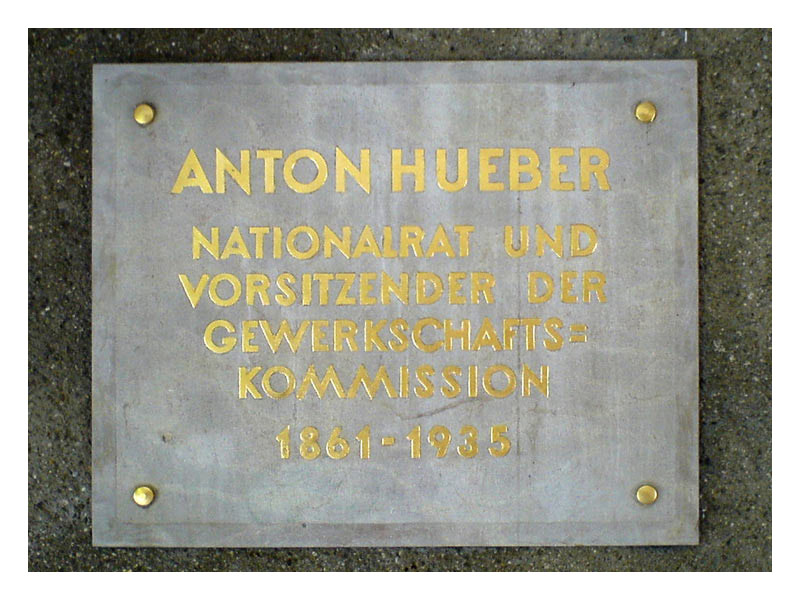 ANTON HUEBER
NATIONALRAT UND
VORSITZENDER DER
GEWERKSCHAFTS=
KOMMISSION
1861-1935